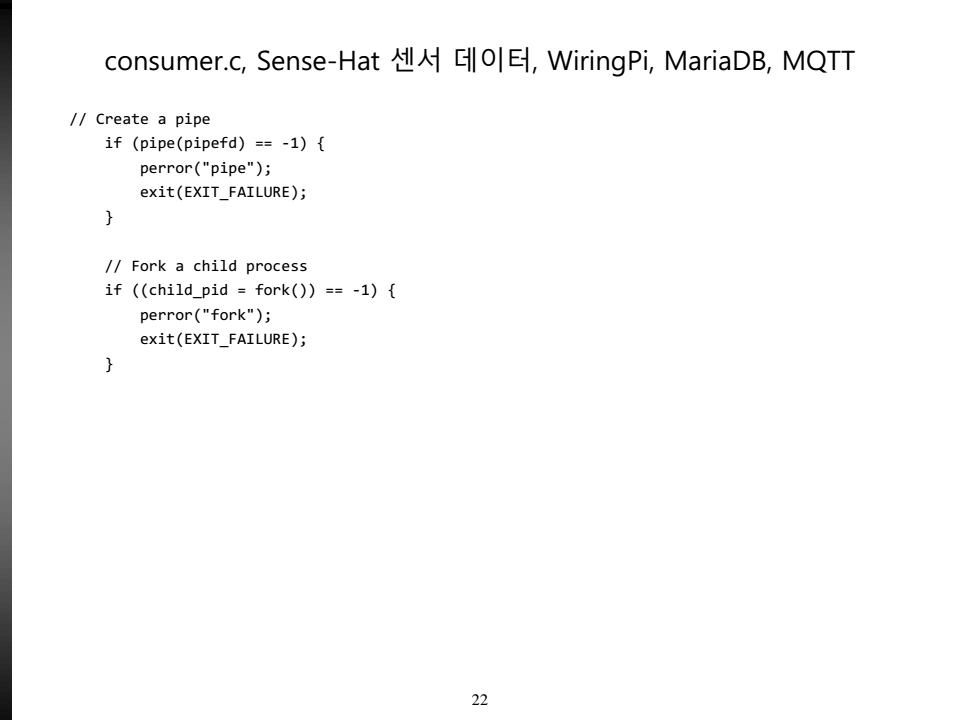 consumer.c, Sense-Hat 센서 데이터, WiringPi, MariaDB, MQTT
// Create a pipe
    if (pipe(pipefd) == -1) {
        perror("pipe");
        exit(EXIT_FAILURE);
    }

    // Fork a child process
    if ((child_pid = fork()) == -1) {
        perror("fork");
        exit(EXIT_FAILURE);
    }
22